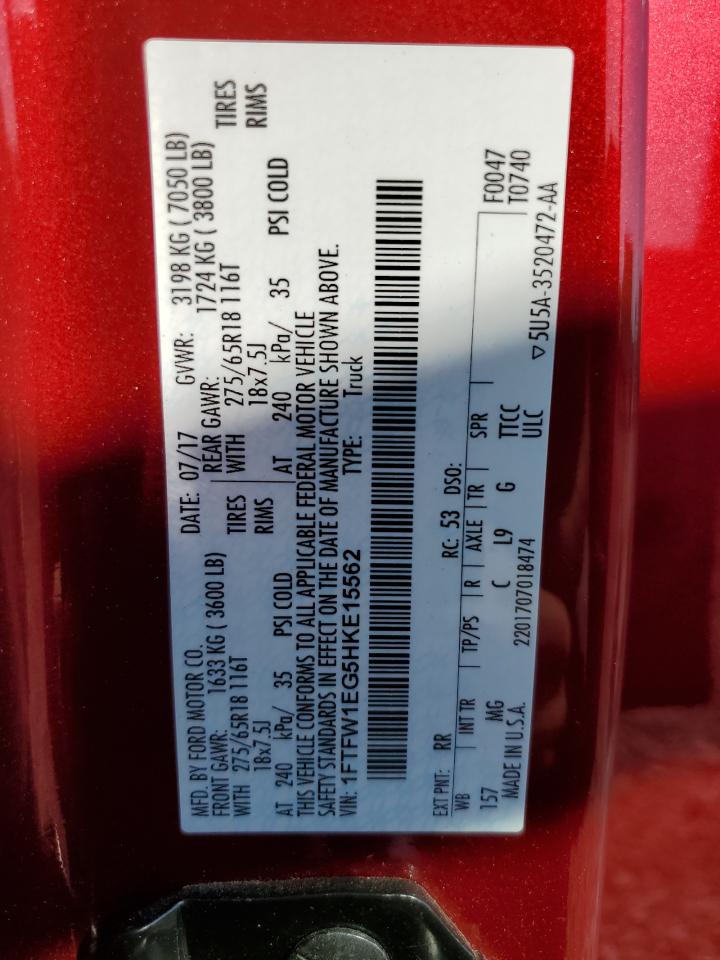 MFD. BY FORD MOTOR CO. DATE: 07/17 GVWR: 3198 KG ( 7050 LB)
FRONT GAWR: 1633 KG ( 3600 LB) REAR GAWR: 1724 KG ( 3800 LB)
WITH 275/65R18 116T TIRES WITH 275/65R18 116T TIRES
18x7.5J RIMS 18x7.5J RIMS
AT 240 kPa/ 35 PSI COLD AT 240 kPa/ 35 PSI COLD
THIS VEHICLE CONFORMS TO ALL APPLICABLE FEDERAL MOTOR VEHICLE
SAFETY STANDARDS IN EFFECT ON THE DATE OF MANUFACTURE SHOWN ABOVE.
VIN: 1FTFW1EG5HKE15562 TYPE: Truck
EXT PNT: RR RC: 53 DSO: F0047
WB INT TR TP/PS R AXLE TR SPR T0740
157 MG C L9 G TTCC
ULC
MADE IN U.S.A. 2201707018474 ▽5U5A-3520472-AA